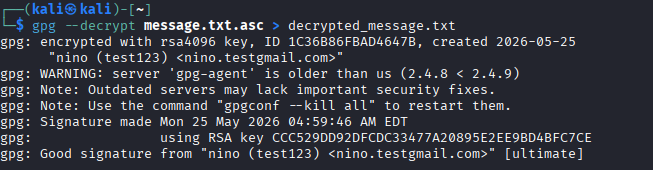 ┌──(kali㉿kali)-[~]
└─$ gpg --decrypt message.txt.asc > decrypted_message.txt
gpg: encrypted with rsa4096 key, ID 1C36B86FBAD4647B, created 2026-05-25
"nino (test123) <nino.testgmail.com>"
gpg: WARNING: server 'gpg-agent' is older than us (2.4.8 < 2.4.9)
gpg: Note: Outdated servers may lack important security fixes.
gpg: Note: Use the command "gpgconf --kill all" to restart them.
gpg: Signature made Mon 25 May 2026 04:59:46 AM EDT
gpg: using RSA key CCC529DD92DFCDC33477A20895E2EE9BD4BFC7CE
gpg: Good signature from "nino (test123) <nino.testgmail.com>" [ultimate]